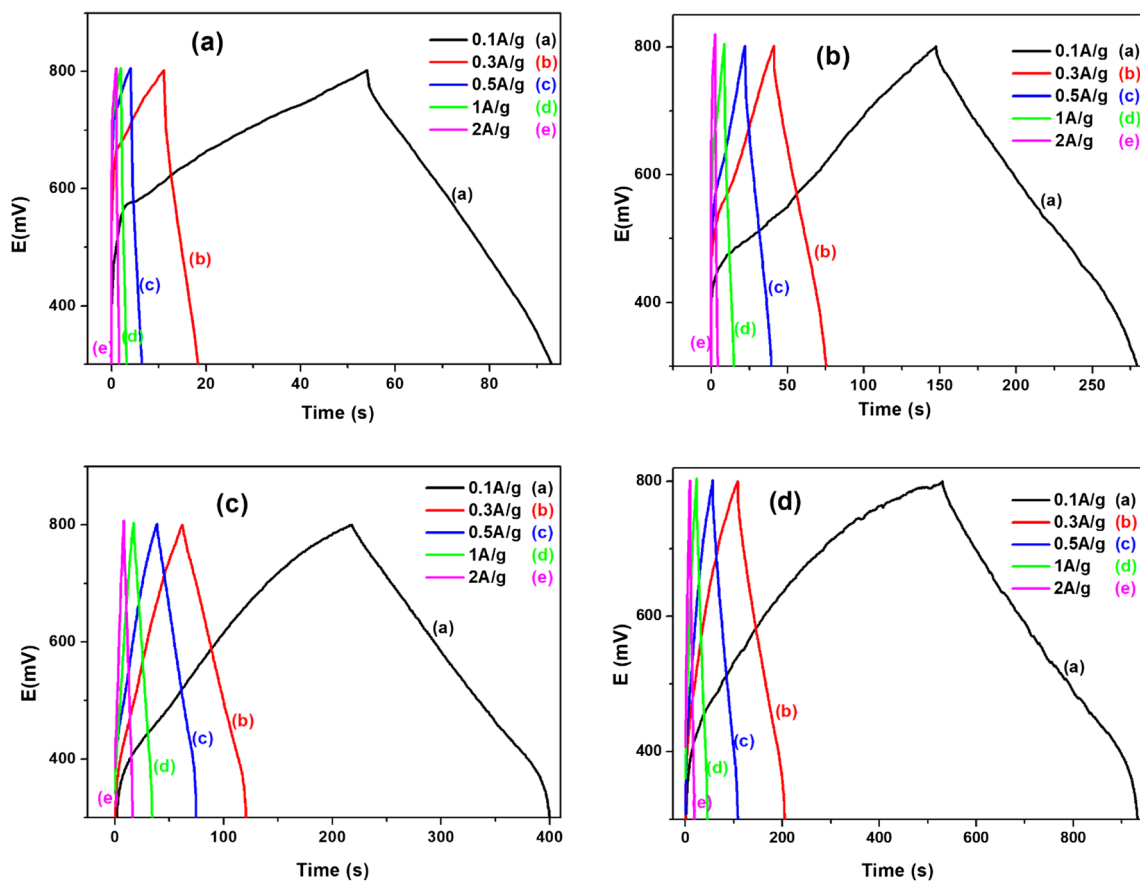 (a)
0.1A/g (a)
0.3A/g (b)
0.5A/g (c)
1A/g (d)
2A/g (e)
800
600
400
E(mV)
(a)
(b)
(c)
(d)
(e)
0 20 40 60 80
Time (s)
(b)
0.1A/g (a)
0.3A/g (b)
0.5A/g (c)
1A/g (d)
2A/g (e)
800
600
400
E(mV)
(a)
(b)
(c)
(d)
(e)
0 50 100 150 200 250
Time (s)
(c)
0.1A/g (a)
0.3A/g (b)
0.5A/g (c)
1A/g (d)
2A/g (e)
800
600
400
E (mV)
(a)
(b)
(c)
(d)
(e)
0 100 200 300 400
Time (s)
(d)
0.1A/g (a)
0.3A/g (b)
0.5A/g (c)
1A/g (d)
2A/g (e)
800
600
400
E (mV)
(a)
(b)
(c)
(d)
(e)
0 200 400 600 800
Time (s)